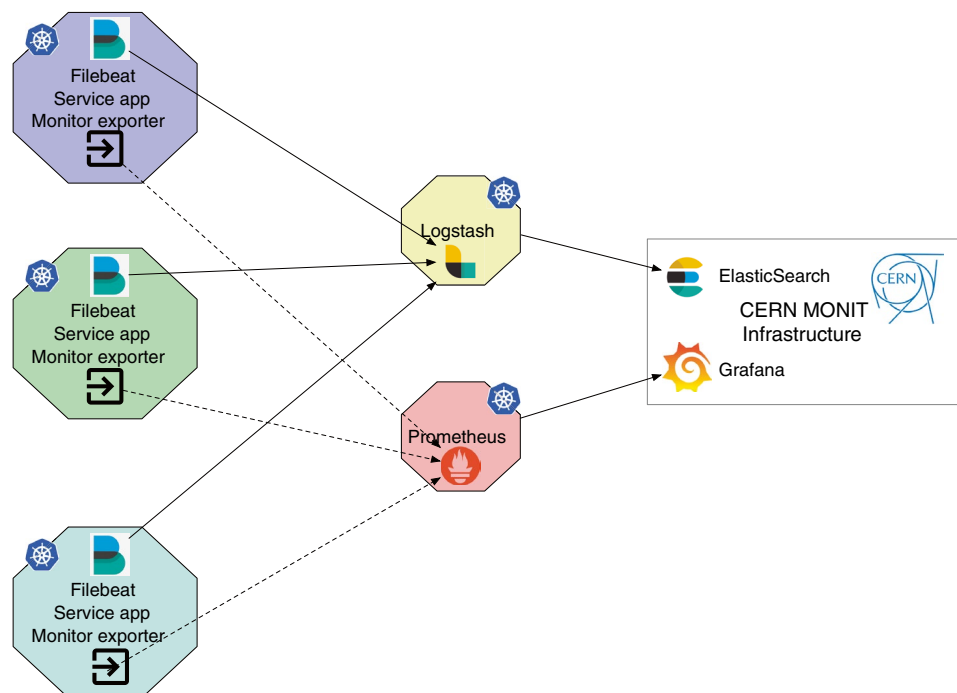 Filebeat
Service app
Monitor exporter
Filebeat
Service app
Monitor exporter
Filebeat
Service app
Monitor exporter
Logstash
Prometheus
ElasticSearch
CERN MONIT
Infrastructure
Grafana
CERN